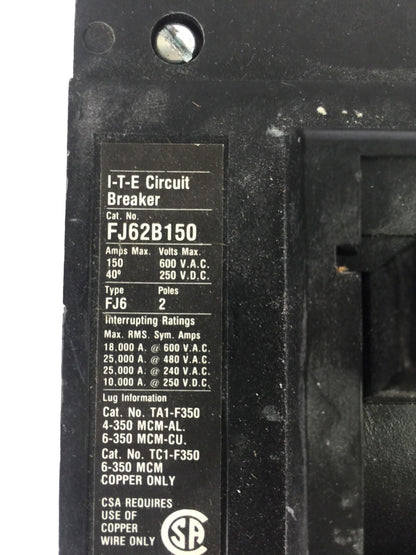 I-T-E Circuit
Breaker
Cat. No.
FJ62B150
Amps Max. Volts Max.
150 600 V.A.C.
40° 250 V.D.C.
Type Poles
FJ6 2
Interrupting Ratings
Max. RMS. Sym. Amps
18,000 A. @ 600 V.A.C.
25,000 A. @ 480 V.A.C.
25,000 A. @ 240 V.A.C.
10,000 A. @ 250 V.D.C.
Lug Information
Cat. No. TA1-F350
4-350 MCM-AL.
6-350 MCM-CU.
Cat. No. TC1-F350
6-350 MCM
COPPER ONLY
CSA REQUIRES
USE OF
COPPER
WIRE ONLY
SA